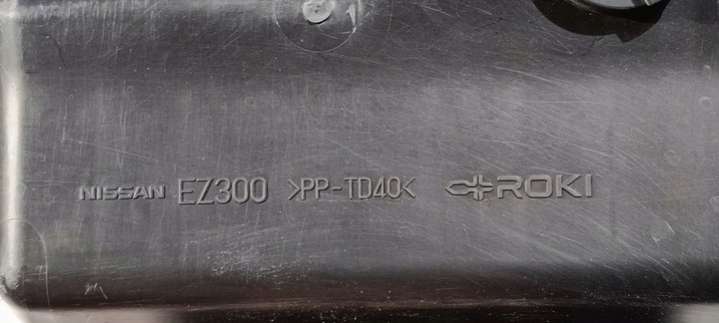 NISSAN EZ300 >PP-TD40< ROKI